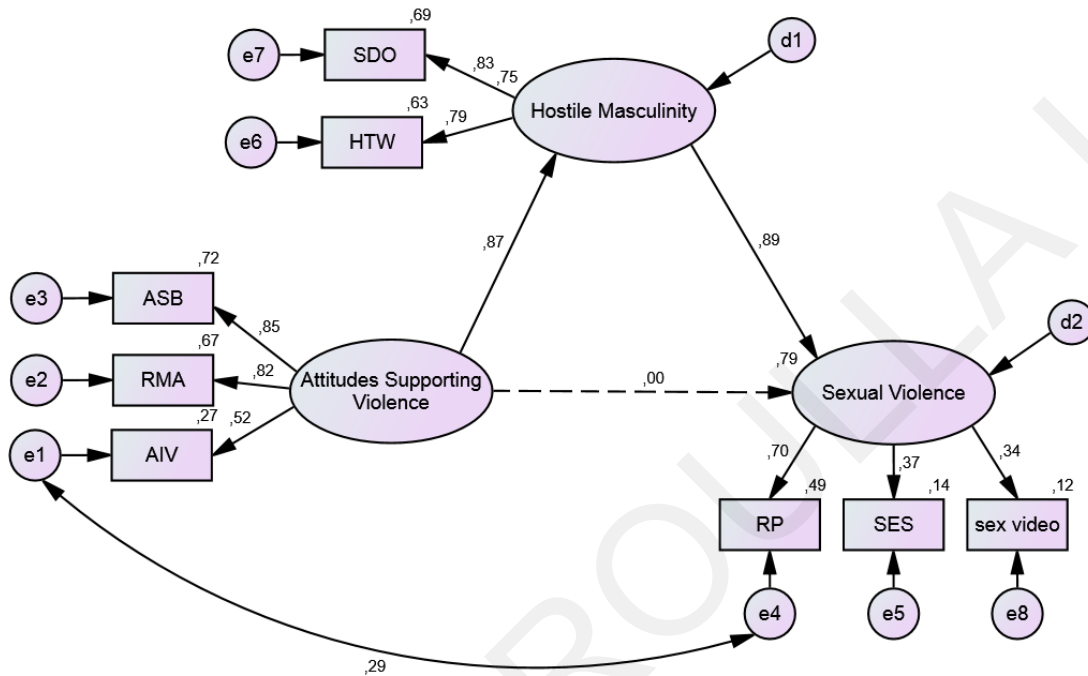 ,69
e7
SDO
,83
,75
d1
Hostile Masculinity
,63
e6
HTW
,79
,87
,89
,72
e3
ASB
,85
,67
e2
RMA
,82
Attitudes Supporting
Violence
,00
,27
,52
e1
AIV
,79
Sexual Violence
d2
,70
,37
,34
,49
,14
,12
RP
SES
sex video
e4
e5
e8
,29
ROULLA